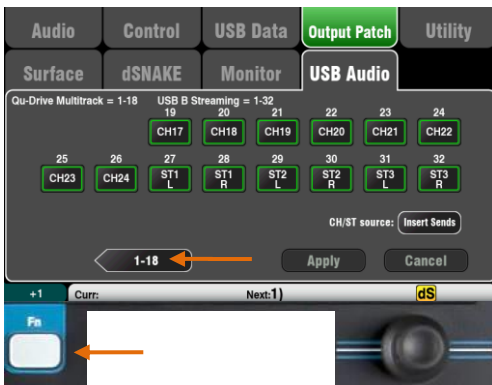 Audio Control USB Data Output Patch Utility
Surface dSNAKE Monitor USB Audio
Qu-Drive Multitrack = 1-18 USB B Streaming = 1-32
19 20 21 22 23 24
CH17 CH18 CH19 CH20 CH21 CH22
25 26 27 28 29 30 31 32
CH23 CH24 ST1 L ST1 R ST2 L ST2 R ST3 L ST3 R
CH/ST source: Insert Sends
1-18 Apply Cancel
+1 Curr: Next:1) dS
Fn